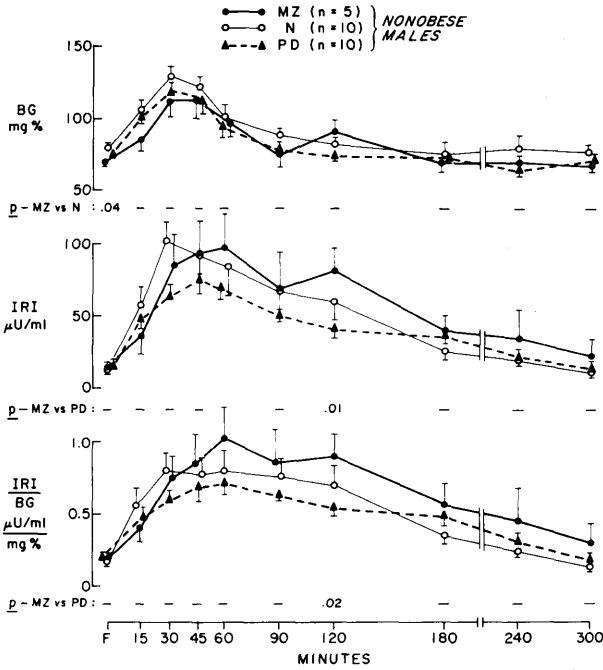 MZ (n=5)
N (n=10)
PD (n=10)
NONOBESE
MALES
150
BG
mg %
100
50
p - MZ vs N : .04 – – – – – – – – – –
100
IRI
μU/ml
50
0
p - MZ vs PD : – – – – – – .01 – – –
1.0
IRI
BG
μU/ml
mg %
0.5
0
p - MZ vs PD : – – – – – – .02 – – –
F 15 30 45 60 90 120 180 240 300
MINUTES